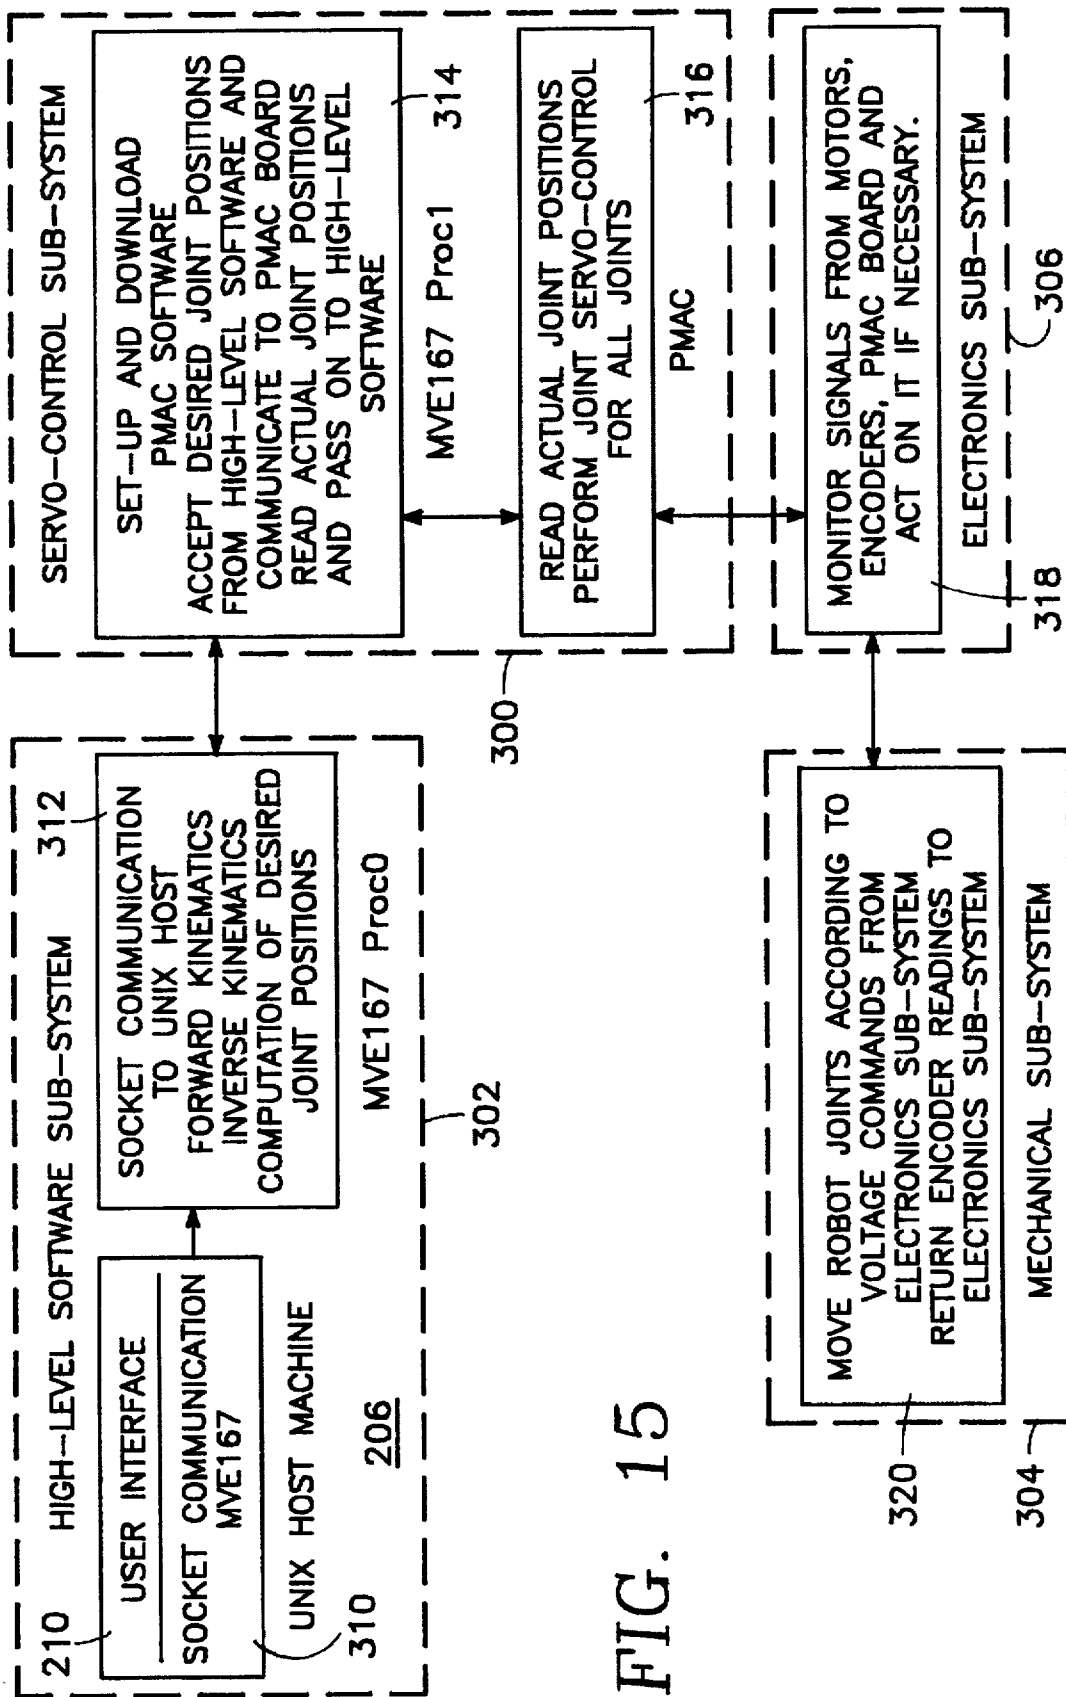 HIGH-LEVEL SOFTWARE SUB-SYSTEM
210
USER INTERFACE
SOCKET COMMUNICATION
MVE167
310
UNIX HOST MACHINE
206
312
SOCKET COMMUNICATION
TO UNIX HOST
FORWARD KINEMATICS
INVERSE KINEMATICS
COMPUTATION OF DESIRED
JOINT POSITIONS
MVE167 Proc0
302
SERVO-CONTROL SUB-SYSTEM
SET-UP AND DOWNLOAD
PMAC SOFTWARE
ACCEPT DESIRED JOINT POSITIONS
FROM HIGH-LEVEL SOFTWARE AND
COMMUNICATE TO PMAC BOARD
READ ACTUAL JOINT POSITIONS
AND PASS ON TO HIGH-LEVEL
SOFTWARE
314
MVE167 Proc1
READ ACTUAL JOINT POSITIONS
PERFORM JOINT SERVO-CONTROL
FOR ALL JOINTS
316
PMAC
300
MOVE ROBOT JOINTS ACCORDING TO
VOLTAGE COMMANDS FROM
ELECTRONICS SUB-SYSTEM
RETURN ENCODER READINGS TO
ELECTRONICS SUB-SYSTEM
320
MECHANICAL SUB-SYSTEM
304
MONITOR SIGNALS FROM MOTORS,
ENCODERS, PMAC BOARD AND
ACT ON IT IF NECESSARY.
318
ELECTRONICS SUB-SYSTEM
306
FIG. 15